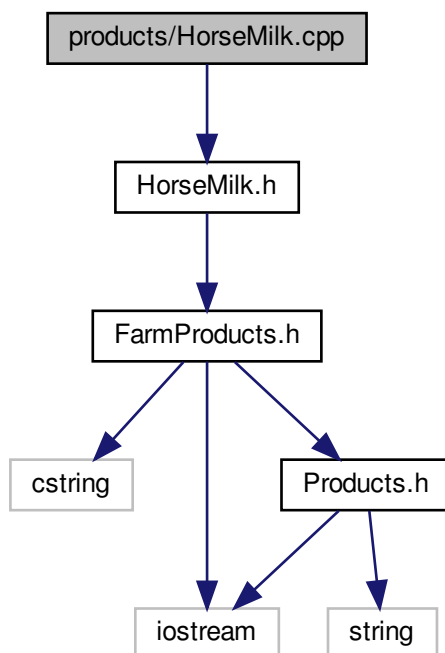 products/HorseMilk.cpp
HorseMilk.h
FarmProducts.h
cstring
Products.h
iostream
string